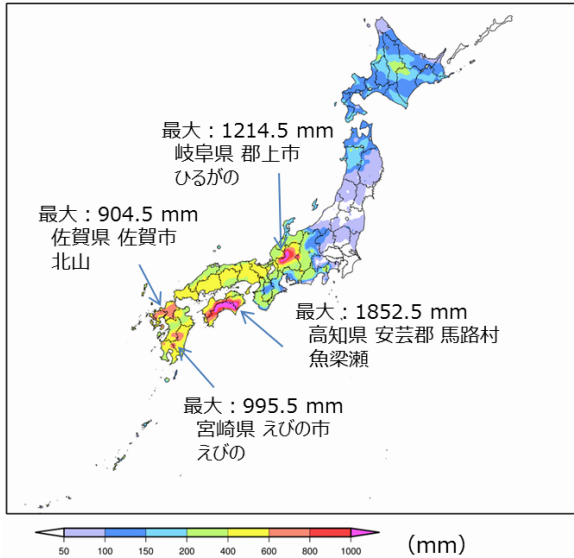 最大：1214.5 mm
岐阜県 郡上市
ひるがの
最大：904.5 mm
佐賀県 佐賀市
北山
最大：1852.5 mm
高知県 安芸郡 馬路村
魚梁瀬
最大：995.5 mm
宮崎県 えびの市
えびの
50 100 150 200 400 600 800 1000 （mm）